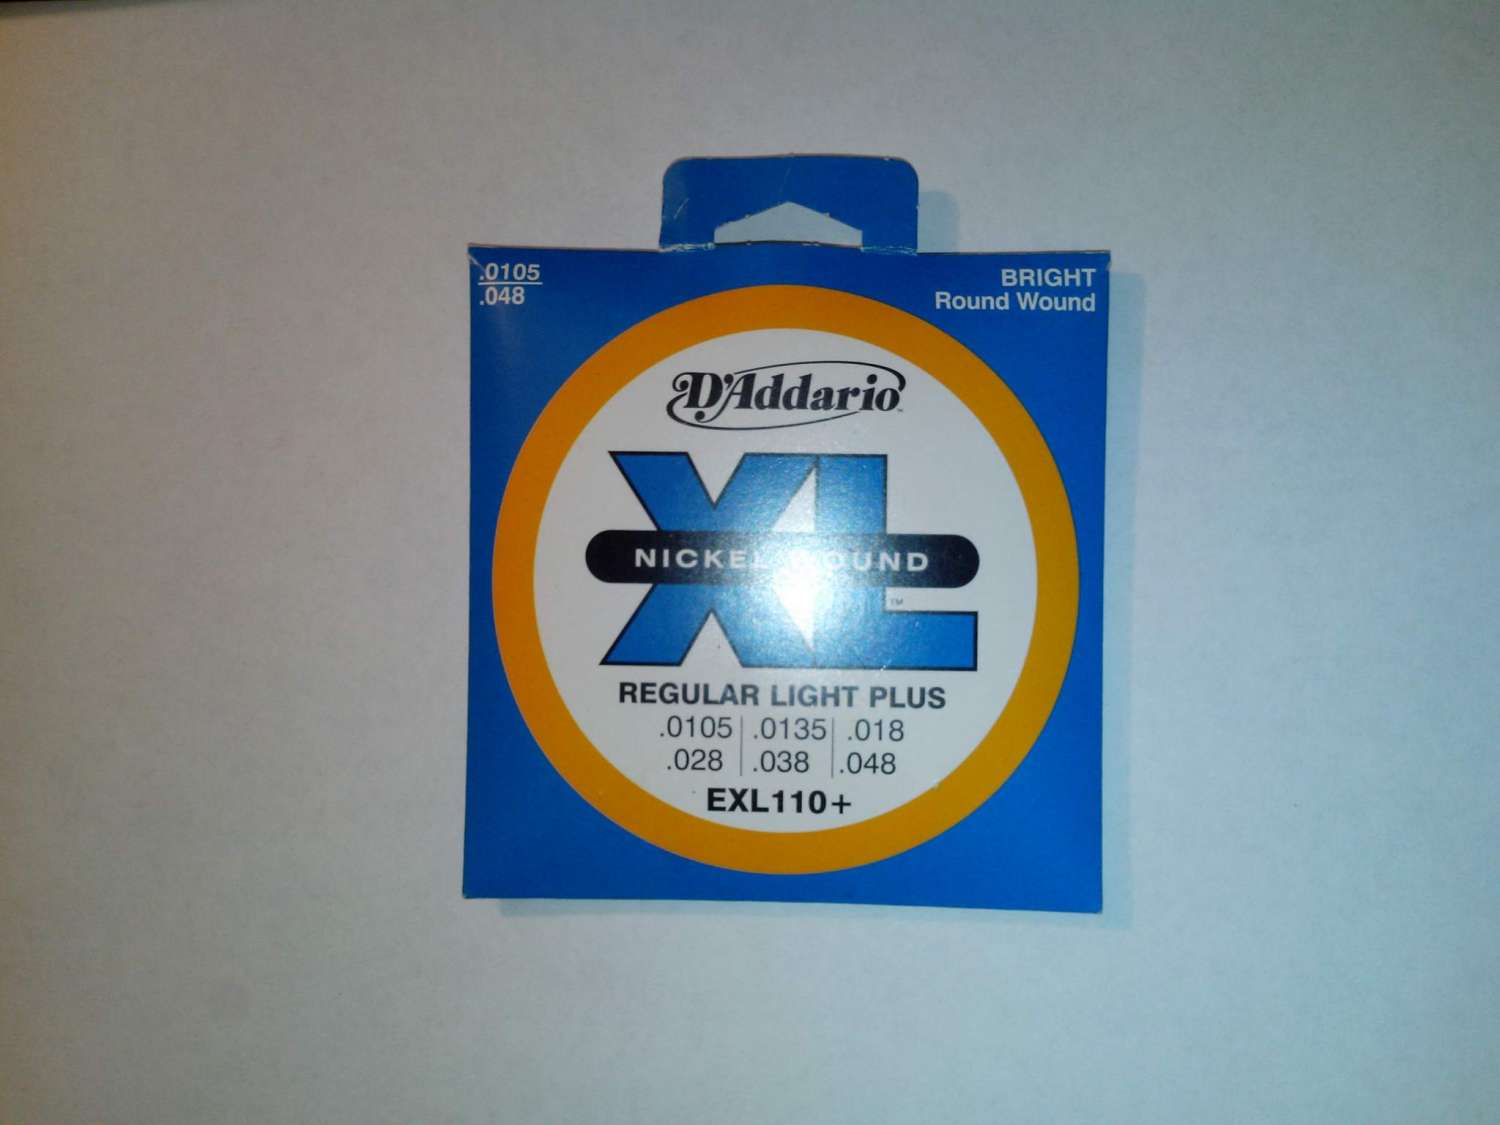 .0105
.048
BRIGHT
Round Wound
D'Addario
XL
NICKEL WOUND
TM
REGULAR LIGHT PLUS
.0105 | .0135 | .018
.028 | .038 | .048
EXL110+